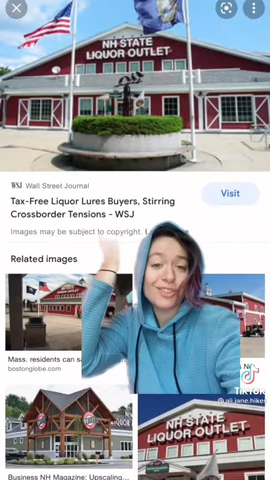 NH STATE
LIQUOR OUTLET
WSJ Wall Street Journal
Tax-Free Liquor Lures Buyers, Stirring
Crossborder Tensions - WSJ
Visit
Images may be subject to copyright.
Related images
Mass. residents can
bostonglobe.com
TIKTOK
NH STATE
LIQUOR OUTLET
Business NH Magazine: Upscaling...